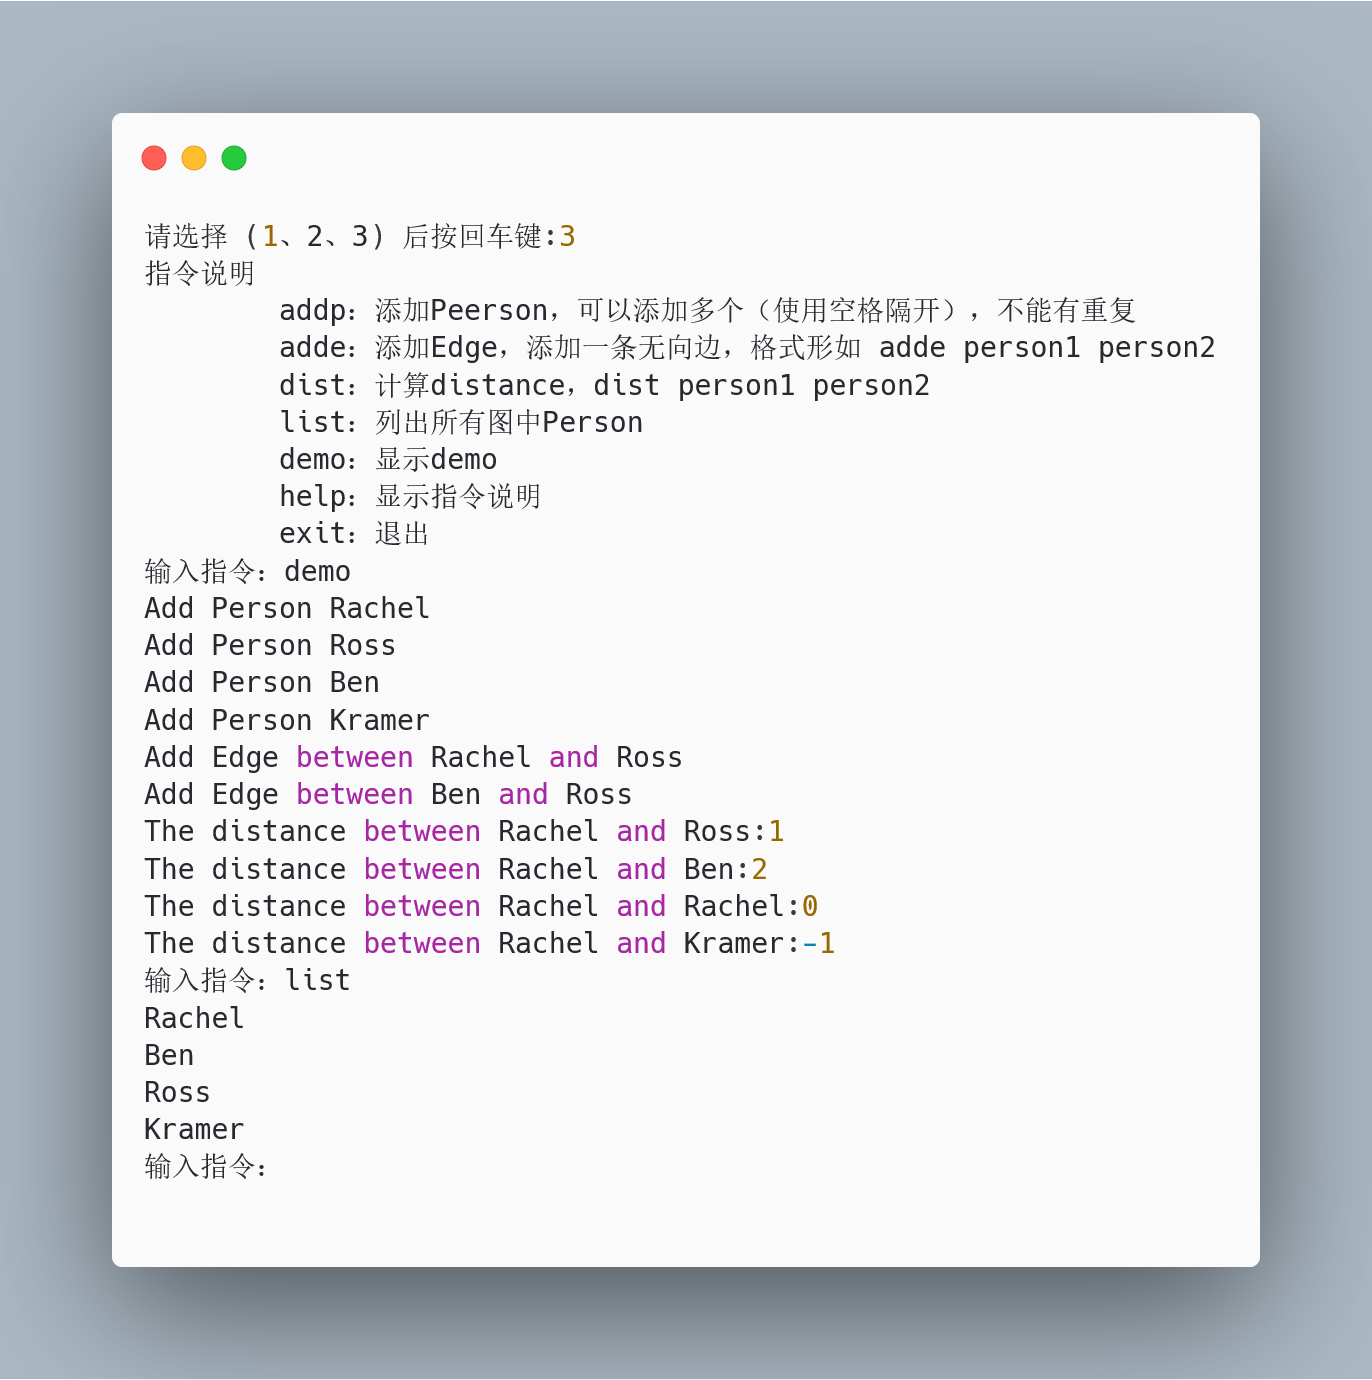 请选择 (1、2、3) 后按回车键:3
指令说明
addp：添加Peerson，可以添加多个（使用空格隔开），不能有重复
adde：添加Edge，添加一条无向边，格式形如 adde person1 person2
dist：计算distance，dist person1 person2
list：列出所有图中Person
demo：显示demo
help：显示指令说明
exit：退出
输入指令：demo
Add Person Rachel
Add Person Ross
Add Person Ben
Add Person Kramer
Add Edge between Rachel and Ross
Add Edge between Ben and Ross
The distance between Rachel and Ross:1
The distance between Rachel and Ben:2
The distance between Rachel and Rachel:0
The distance between Rachel and Kramer:-1
输入指令：list
Rachel
Ben
Ross
Kramer
输入指令：